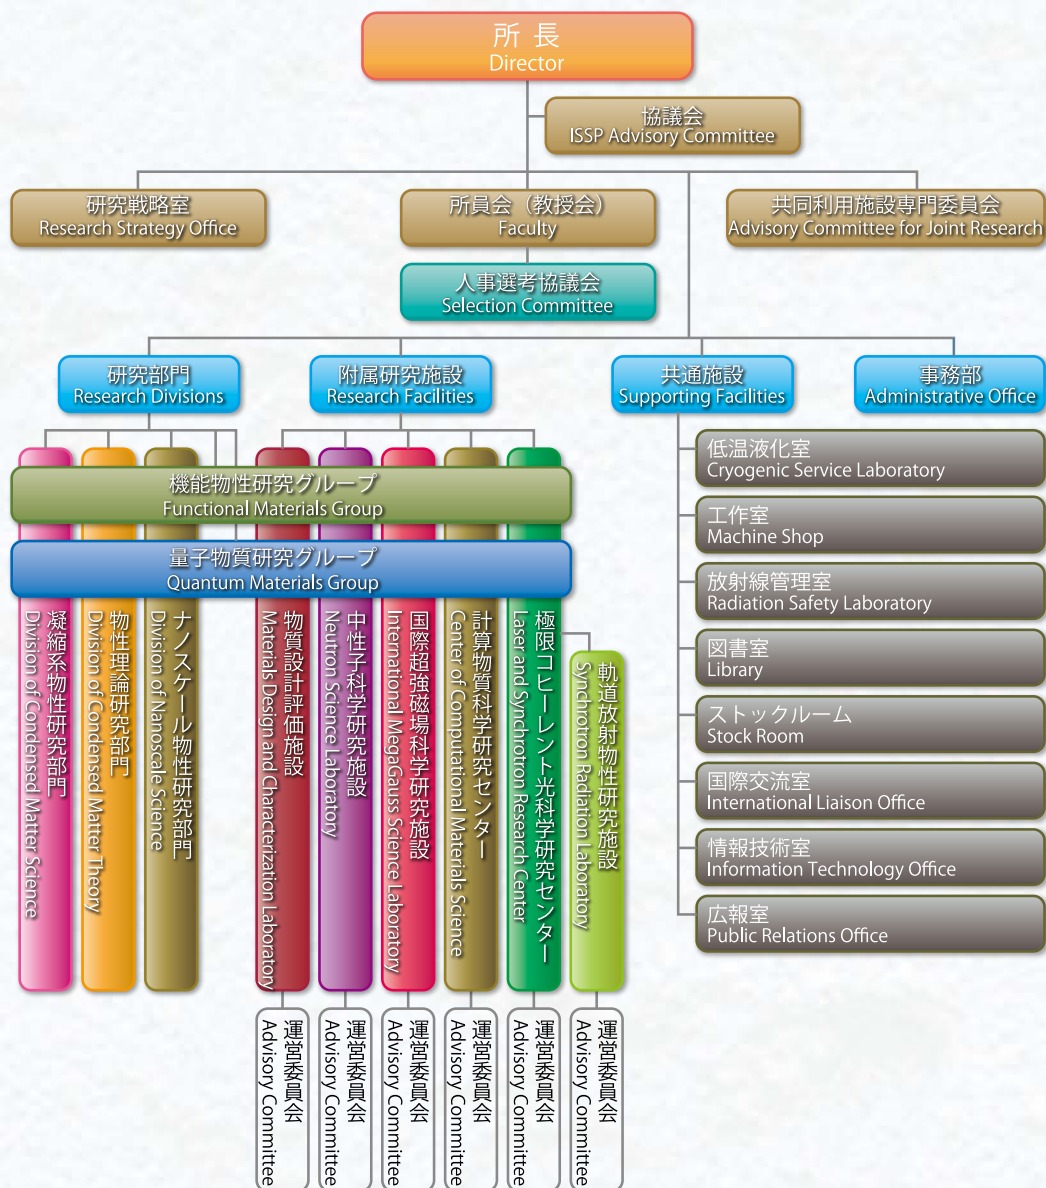 所 長
Director
協議会
ISSP Advisory Committee
研究戦略室
Research Strategy Office
所員会（教授会）
Faculty
共同利用施設専門委員会
Advisory Committee for Joint Research
人事選考協議会
Selection Committee
研究部門
Research Divisions
附属研究施設
Research Facilities
共通施設
Supporting Facilities
事務部
Administrative Office
機能物性研究グループ
Functional Materials Group
量子物質研究グループ
Quantum Materials Group
凝縮系物性研究部門
Division of Condensed Matter Science
物性理論研究部門
Division of Condensed Matter Theory
ナノスケール物性研究部門
Division of Nanoscale Science
物質設計評価施設
Materials Design and Characterization Laboratory
中性子科学研究施設
Neutron Science Laboratory
国際超強磁場科学研究施設
International MegaGauss Science Laboratory
計算物質科学研究センター
Center of Computational Materials Science
極限コヒーレント光科学研究センター
Laser and Synchrotron Research Center
軌道放射物性研究施設
Synchrotron Radiation Laboratory
運営委員会
Advisory Committee
運営委員会
Advisory Committee
運営委員会
Advisory Committee
運営委員会
Advisory Committee
運営委員会
Advisory Committee
運営委員会
Advisory Committee
低温液化室
Cryogenic Service Laboratory
工作室
Machine Shop
放射線管理室
Radiation Safety Laboratory
図書室
Library
ストックルーム
Stock Room
国際交流室
International Liaison Office
情報技術室
Information Technology Office
広報室
Public Relations Office